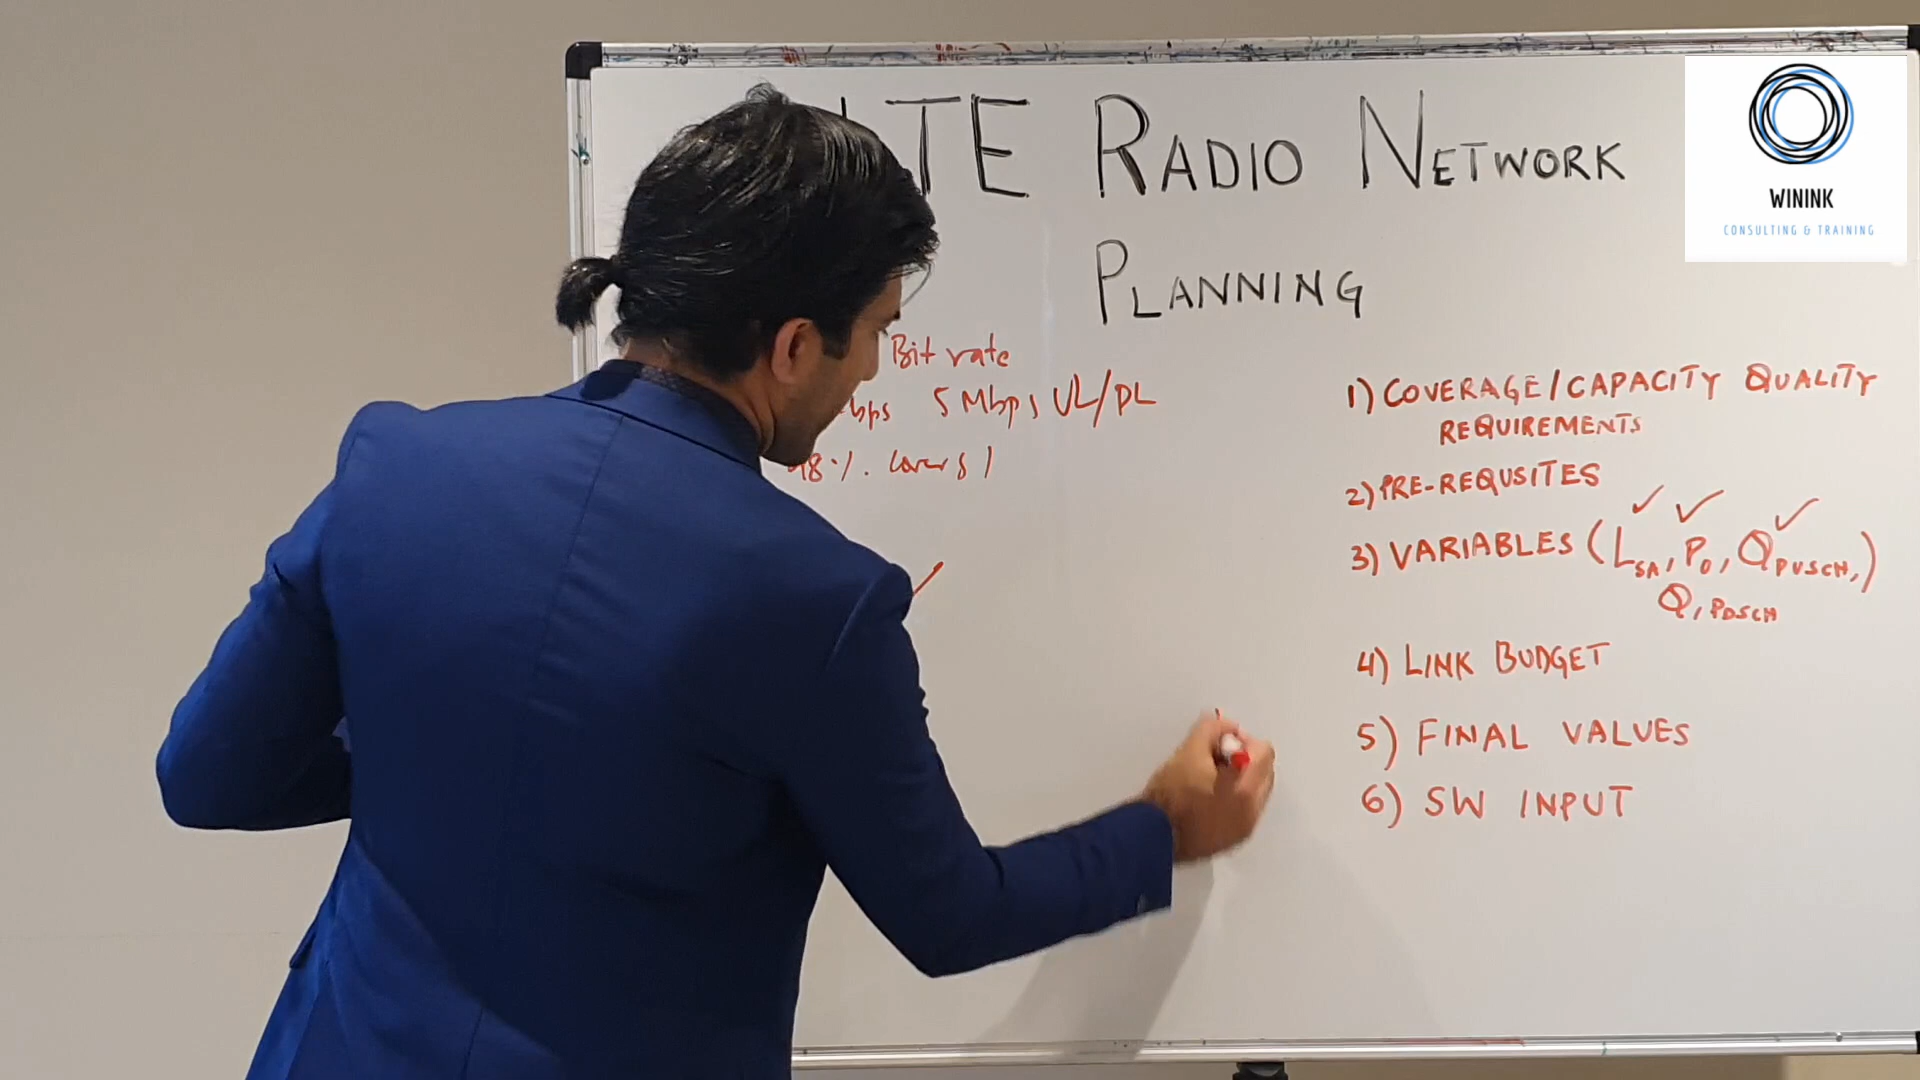 LTE RADIO NETWORK
PLANNING
WININK
CONSULTING & TRAINING
Bit rate
5 Mbps UL/DL
98%.
1) COVERAGE/CAPACITY QUALITY
REQUIREMENTS
2) PRE-REQUSITES
3) VARIABLES (LSA, P0, QPUSCH,)
Q, PDSCH
4) LINK BUDGET
5) FINAL VALUES
6) SW INPUT